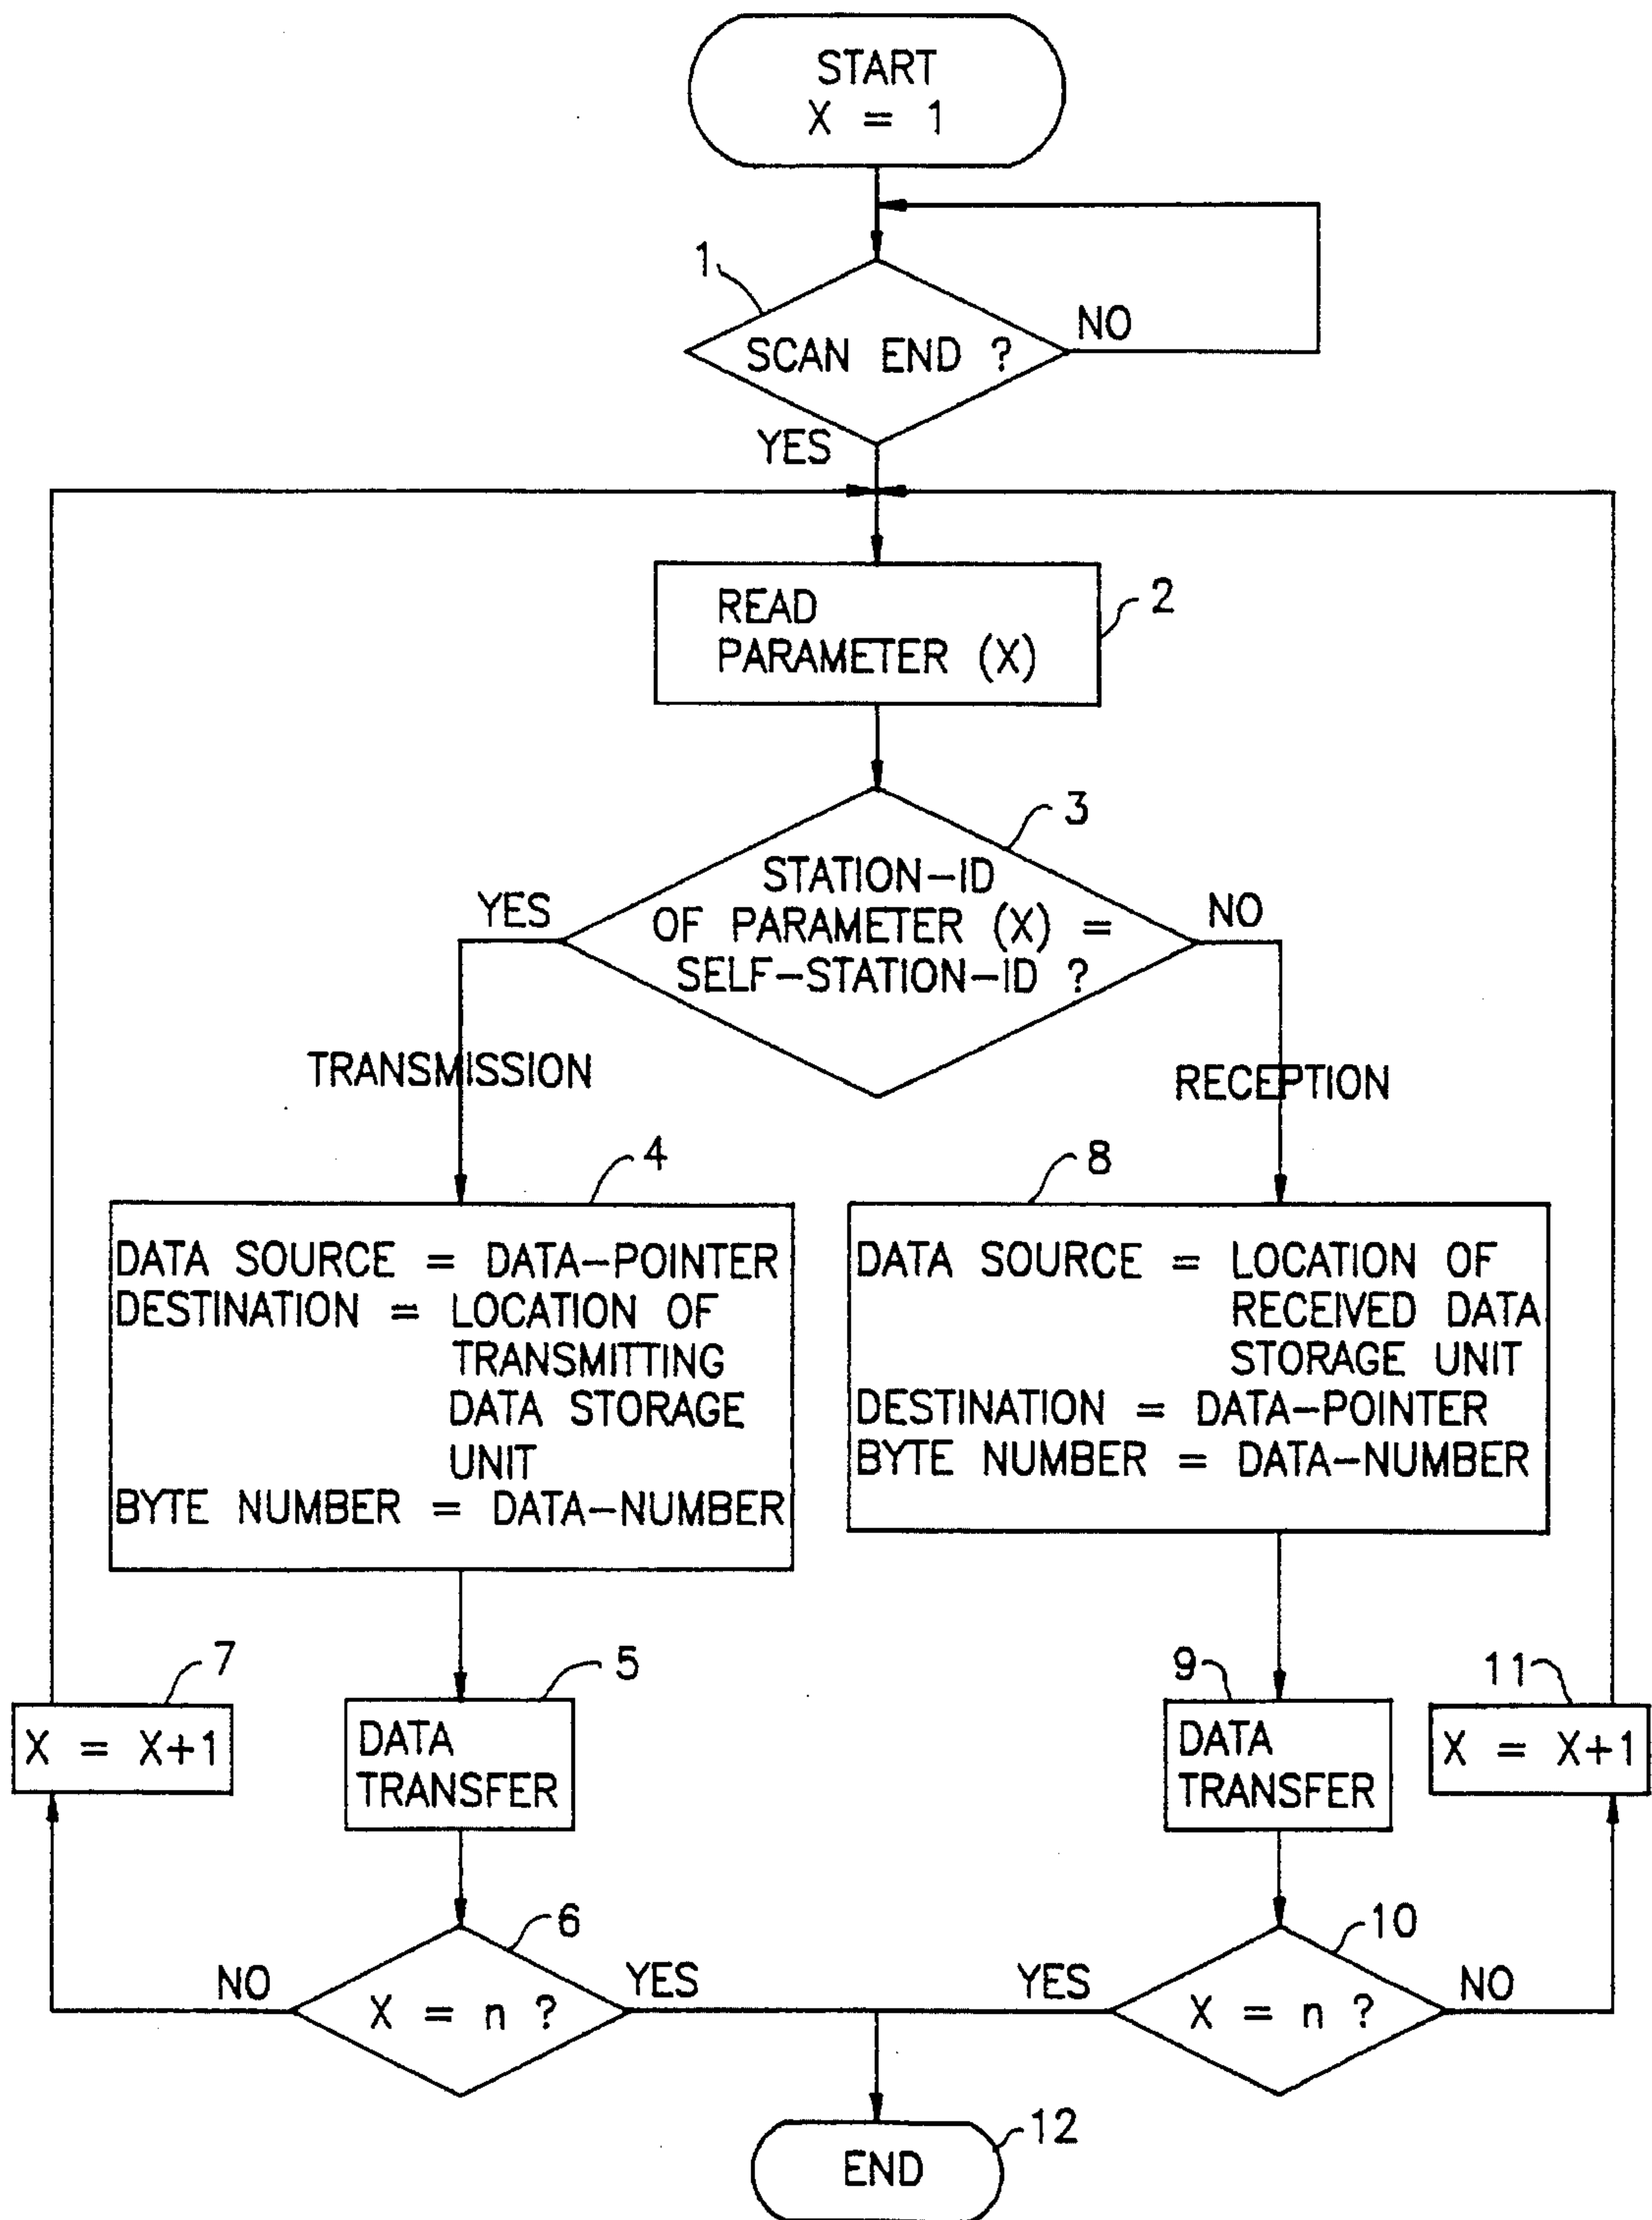 START
X = 1
1
SCAN END ?
NO
YES
READ
PARAMETER (X)
2
3
STATION-ID
OF PARAMETER (X) =
SELF-STATION-ID ?
YES
NO
TRANSMISSION
RECEPTION
4
DATA SOURCE = DATA-POINTER
DESTINATION = LOCATION OF
TRANSMITTING
DATA STORAGE
UNIT
BYTE NUMBER = DATA-NUMBER
8
DATA SOURCE = LOCATION OF
RECEIVED DATA
STORAGE UNIT
DESTINATION = DATA-POINTER
BYTE NUMBER = DATA-NUMBER
7
X = X+1
5
DATA
TRANSFER
9
DATA
TRANSFER
11
X = X+1
6
NO
X = n ?
YES
10
YES
X = n ?
NO
12
END